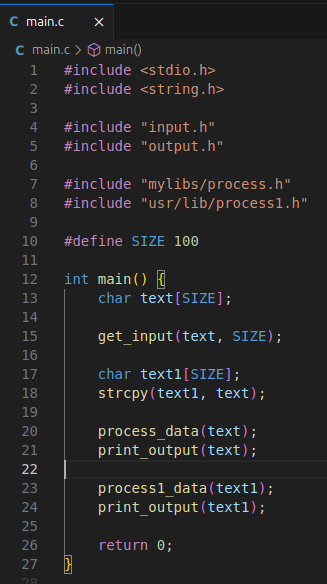 C main.c ×
C main.c > main()
1 #include <stdio.h>
2 #include <string.h>
3
4 #include "input.h"
5 #include "output.h"
6
7 #include "mylibs/process.h"
8 #include "usr/lib/process1.h"
9
10 #define SIZE 100
11
12 int main() {
13     char text[SIZE];
14
15     get_input(text, SIZE);
16
17     char text1[SIZE];
18     strcpy(text1, text);
19
20     process_data(text);
21     print_output(text);
22
23     process1_data(text1);
24     print_output(text1);
25
26     return 0;
27 }
28